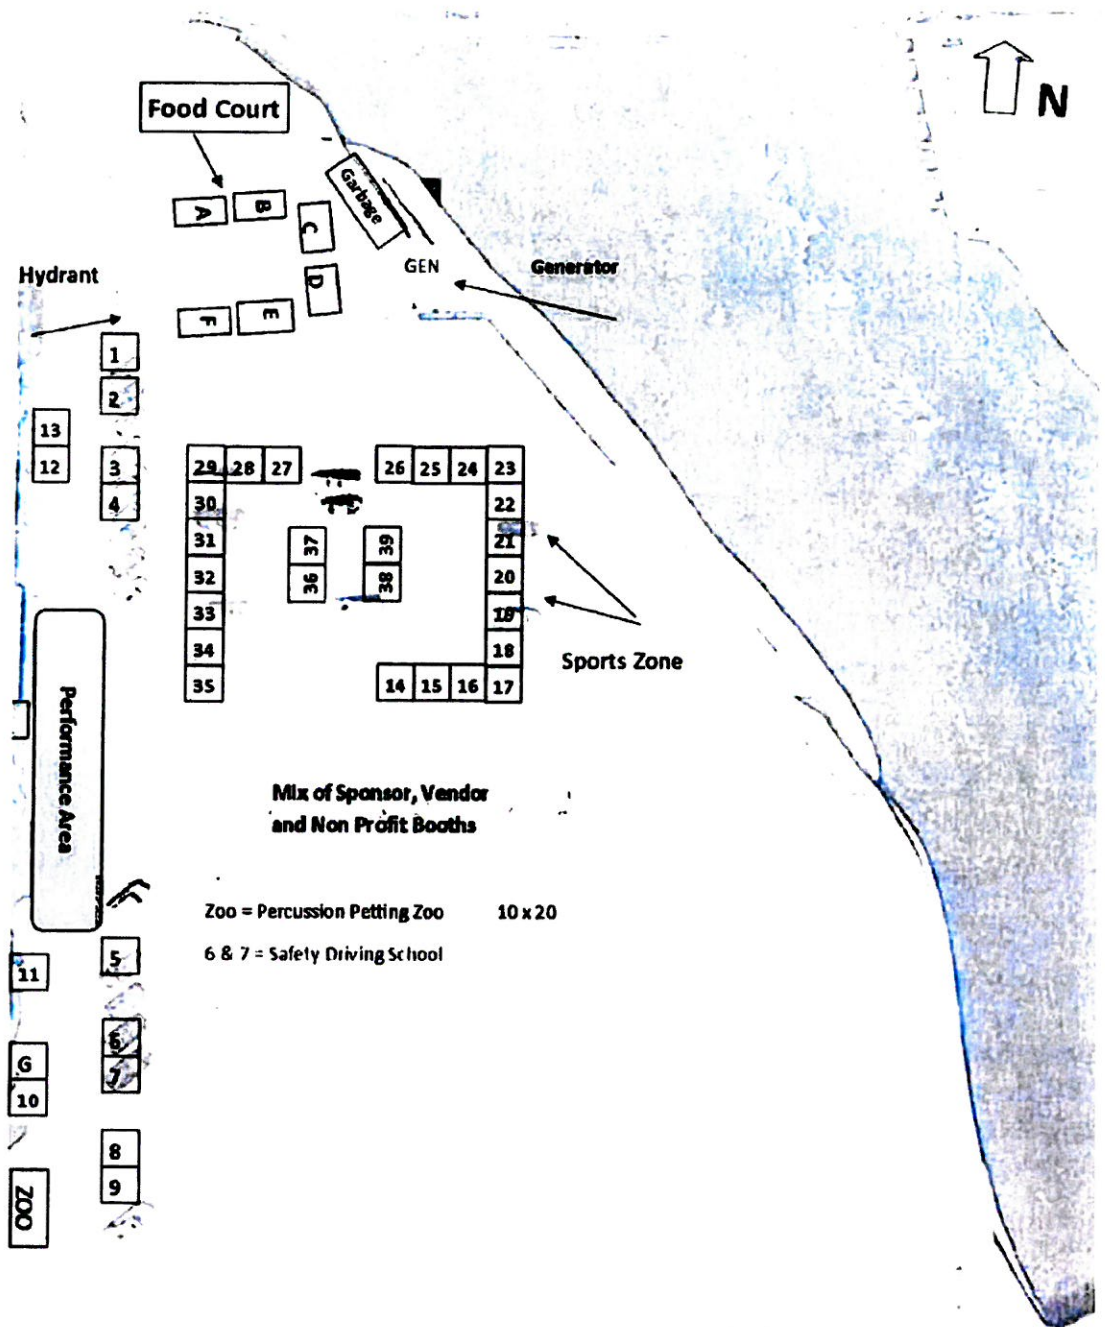 N
Food Court
Garbage
A
B
C
D
E
F
GEN
Generator
Hydrant
1
2
13
12
3
4
29 28 27
26 25 24 23
30
31
32
33
34
35
22
21
20
19
18
14 15 16 17
37
36
39
38
Sports Zone
Performance Area
Mix of Sponsor, Vendor
and Non Profit Booths
Zoo = Percussion Petting Zoo 10 x 20
6 & 7 = Safety Driving School
5
11
6
7
G
10
8
9
ZOO